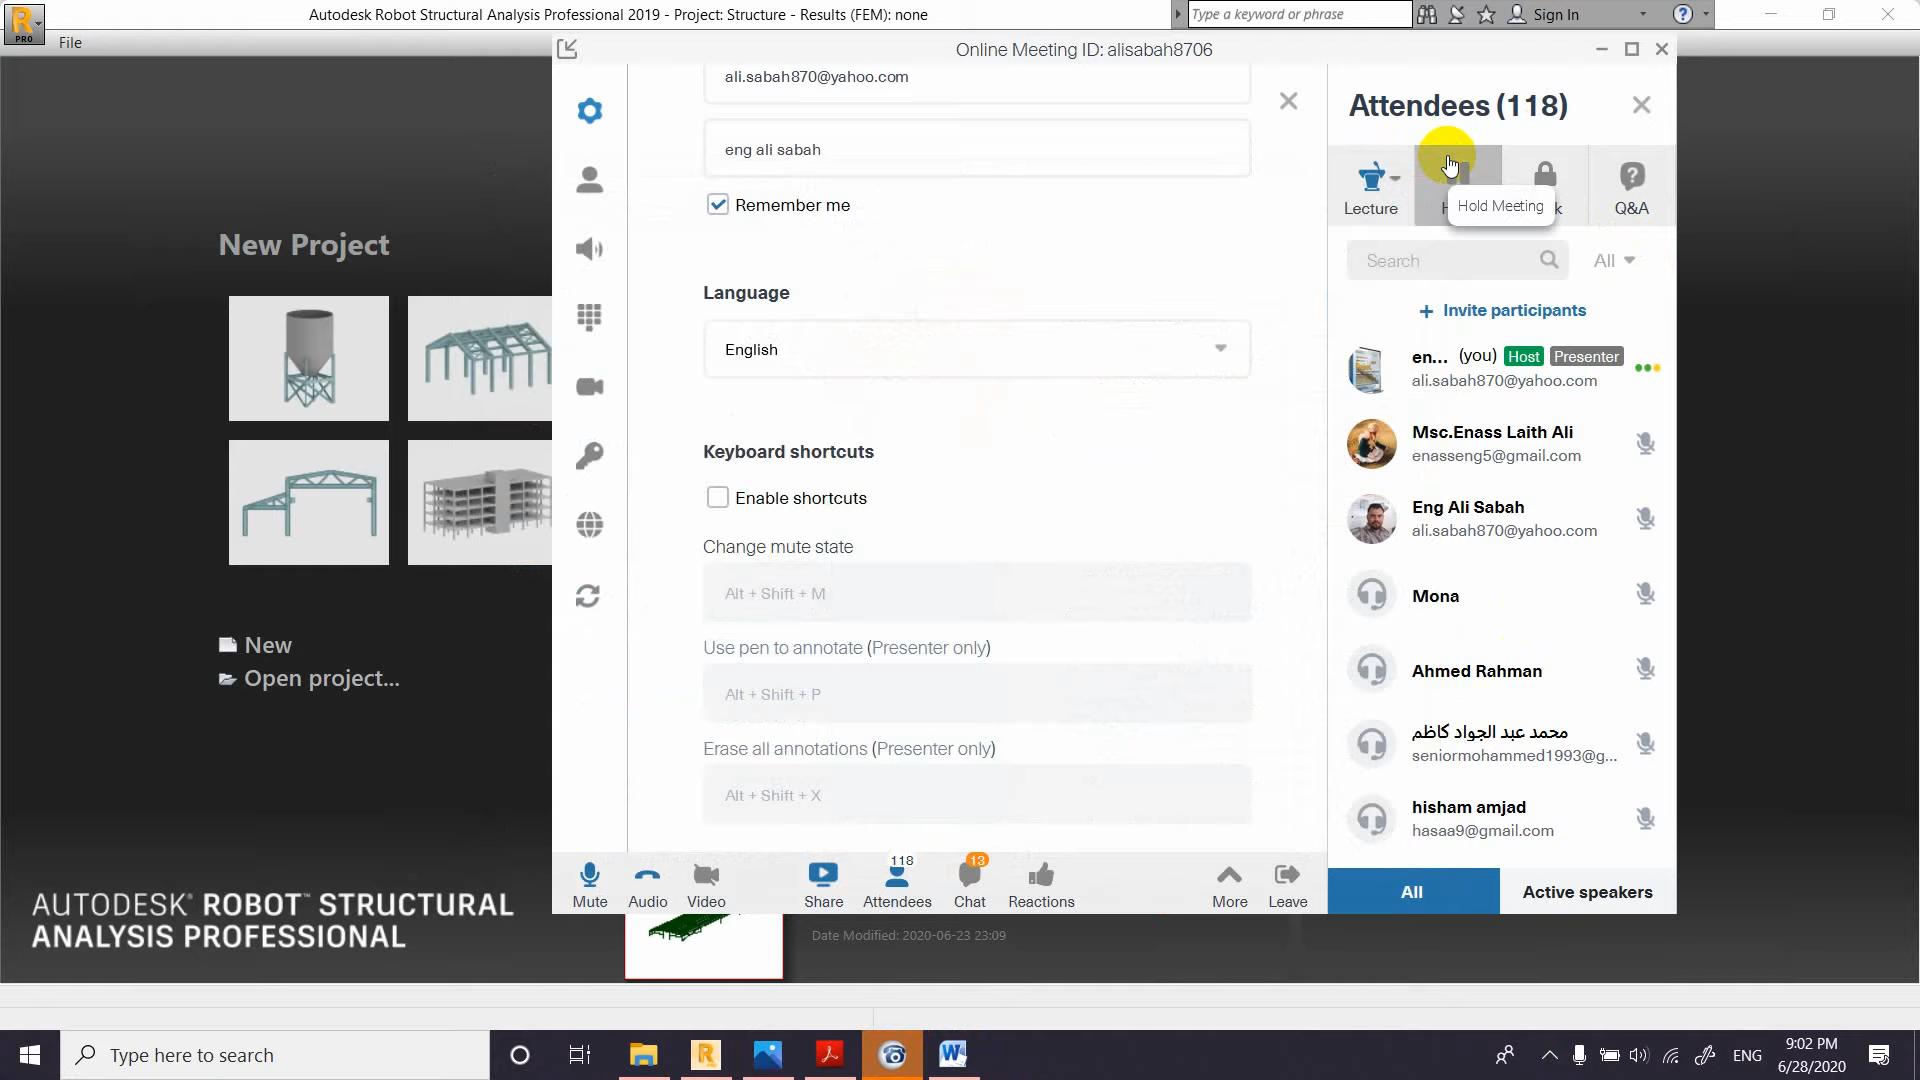 Autodesk Robot Structural Analysis Professional 2019 - Project: Structure - Results (FEM): none
Type a keyword or phrase
Sign In
PRO
File
Online Meeting ID: alisabah8706
New Project
New
Open project...
AUTODESK® ROBOT™ STRUCTURAL
ANALYSIS PROFESSIONAL
ali.sabah870@yahoo.com
eng ali sabah
Remember me
Language
English
Keyboard shortcuts
Enable shortcuts
Change mute state
Alt + Shift + M
Use pen to annotate (Presenter only)
Alt + Shift + P
Erase all annotations (Presenter only)
Alt + Shift + X
Mute
Audio
Video
Share
118
Attendees
13
Chat
Reactions
More
Leave
Date Modified: 2020-06-23 23:09
Attendees (118)
Lecture
Hold Meeting
Q&A
Search
All
+ Invite participants
en... (you) Host Presenter
ali.sabah870@yahoo.com
Msc.Enass Laith Ali
enasseng5@gmail.com
Eng Ali Sabah
ali.sabah870@yahoo.com
Mona
Ahmed Rahman
محمد عبد الجواد كاظم
seniormohammed1993@g...
hisham amjad
hasaa9@gmail.com
All
Active speakers
Type here to search
ENG
9:02 PM
6/28/2020